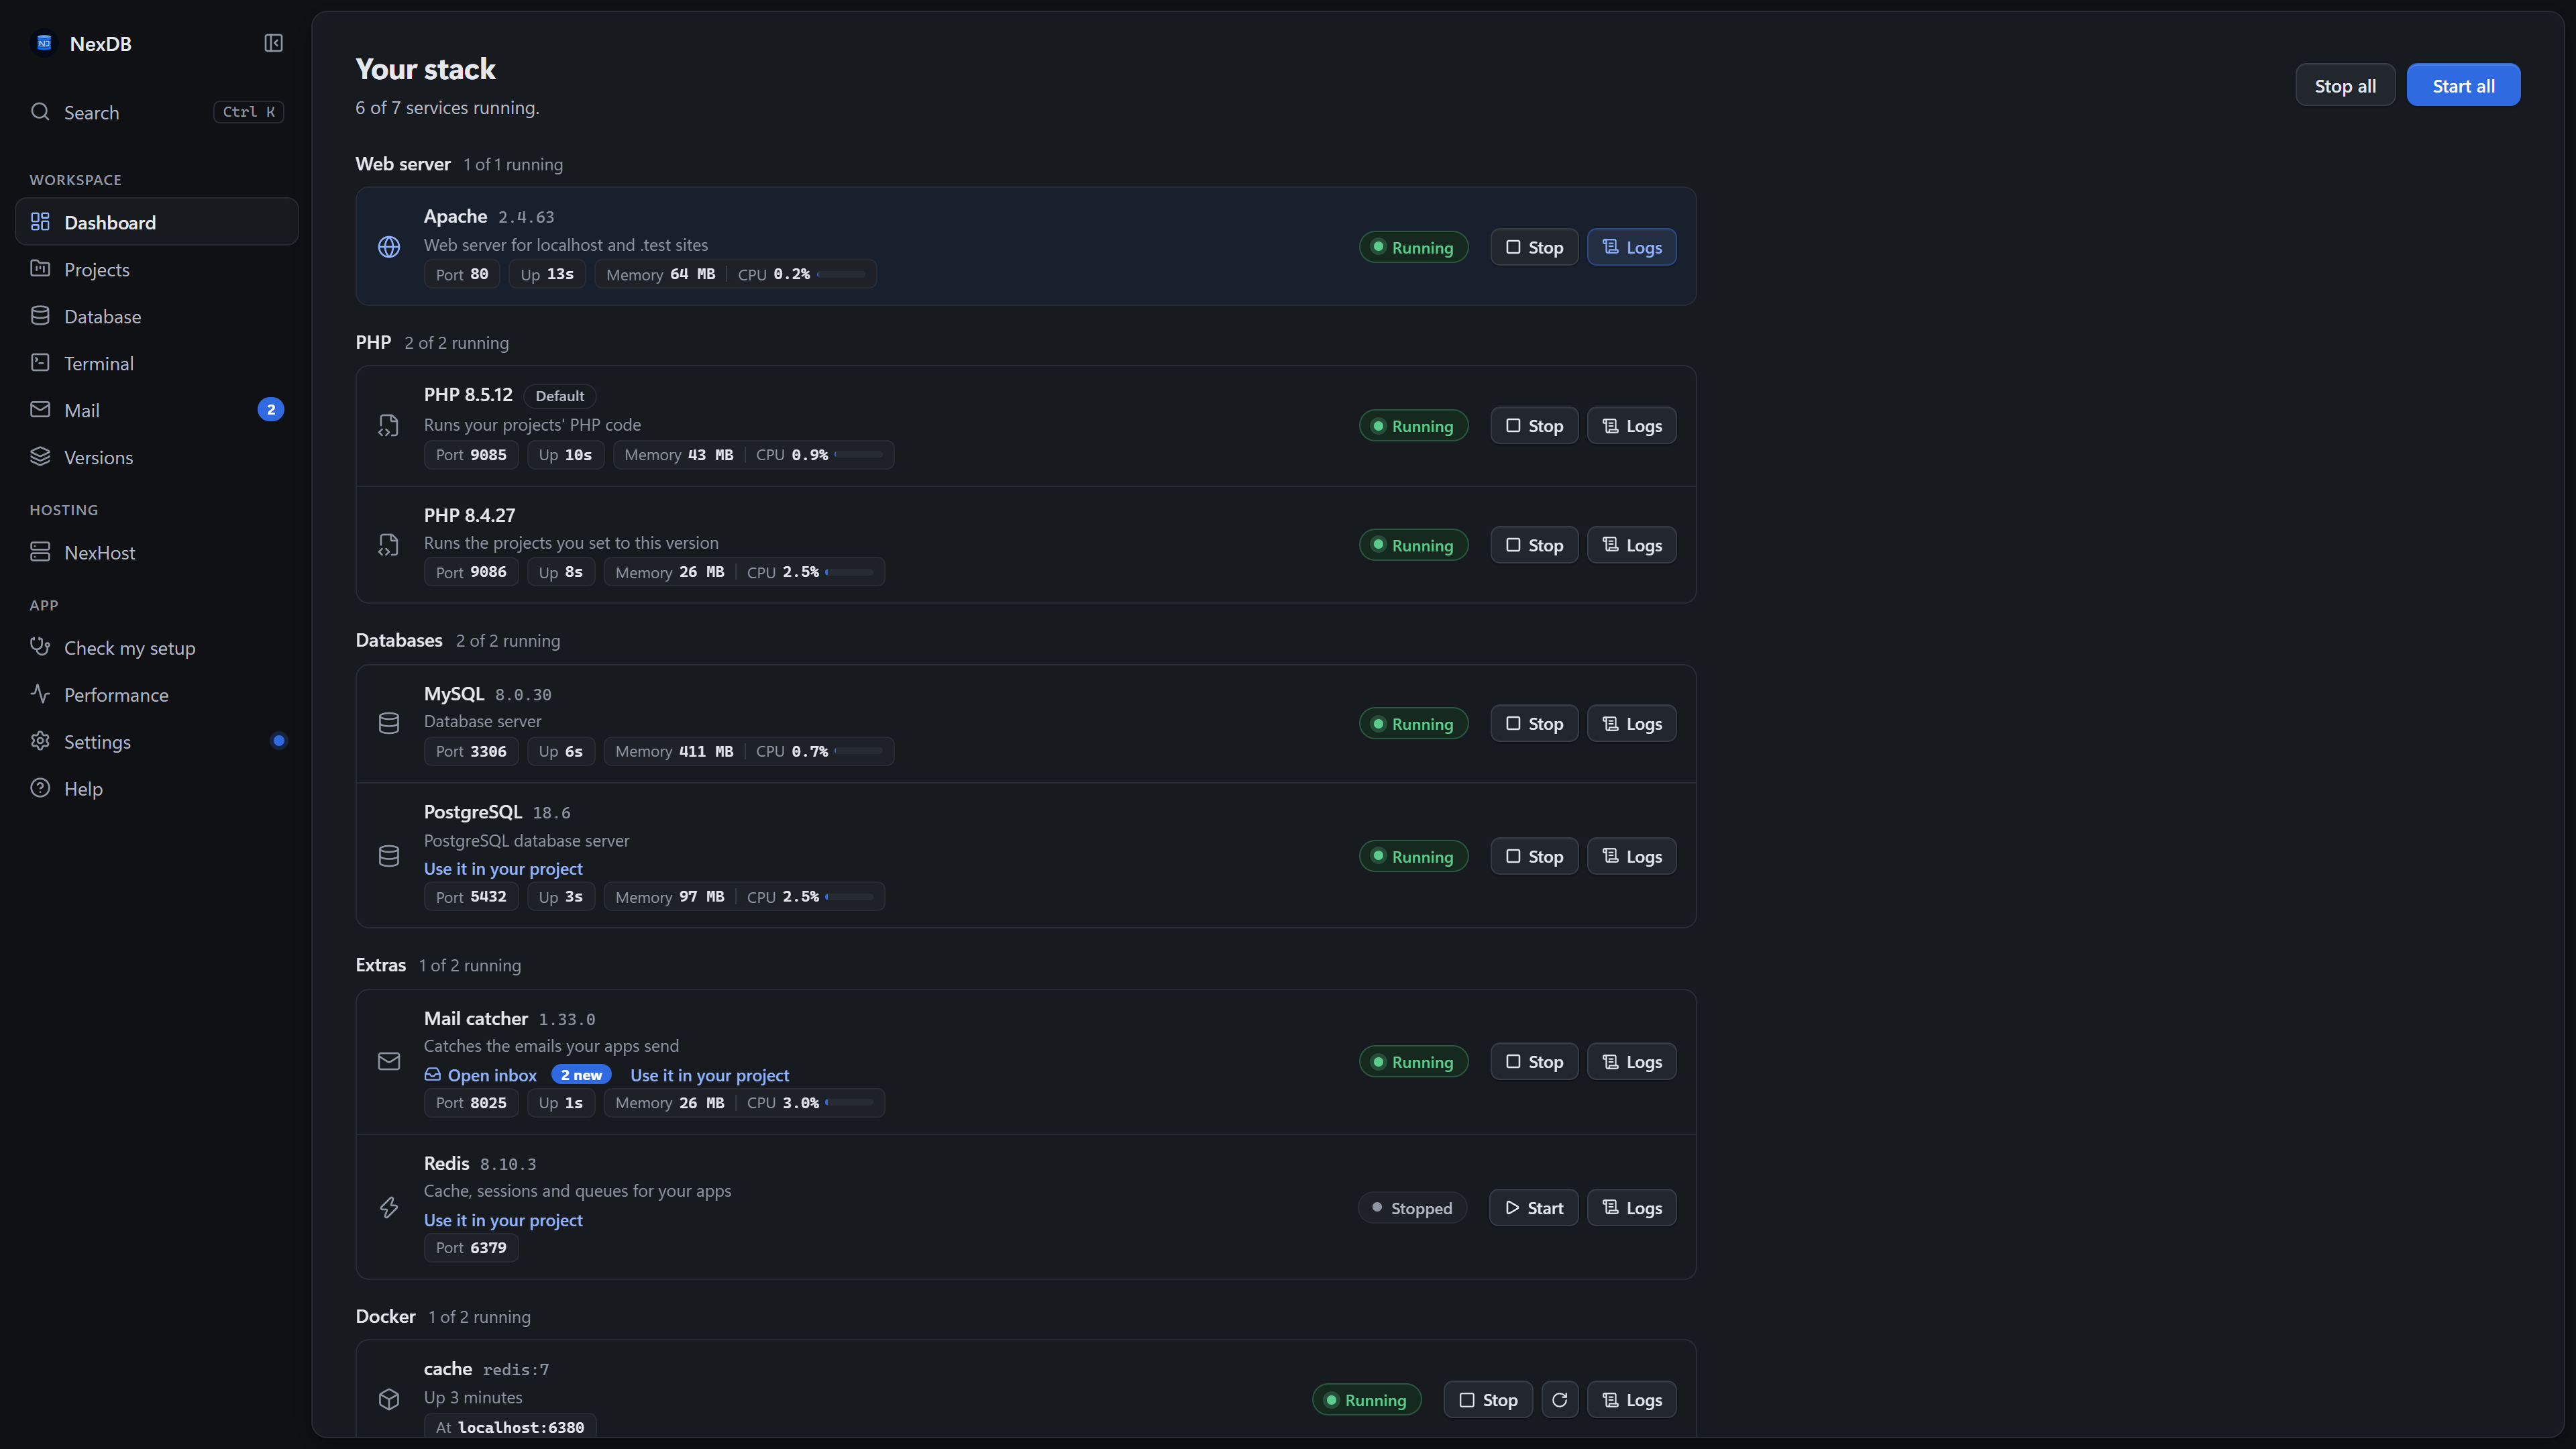 NexDB
Search Ctrl K
WORKSPACE
Dashboard
Projects
Database
Terminal
Mail 2
Versions
HOSTING
NexHost
APP
Check my setup
Performance
Settings
Help
Your stack
6 of 7 services running.
Stop all Start all
Web server 1 of 1 running
Apache 2.4.63
Web server for localhost and .test sites
Port 80 Up 13s Memory 64 MB CPU 0.2%
Running Stop Logs
PHP 2 of 2 running
PHP 8.5.12 Default
Runs your projects' PHP code
Port 9085 Up 10s Memory 43 MB CPU 0.9%
Running Stop Logs
PHP 8.4.27
Runs the projects you set to this version
Port 9086 Up 8s Memory 26 MB CPU 2.5%
Running Stop Logs
Databases 2 of 2 running
MySQL 8.0.30
Database server
Port 3306 Up 6s Memory 411 MB CPU 0.7%
Running Stop Logs
PostgreSQL 18.6
PostgreSQL database server
Use it in your project
Port 5432 Up 3s Memory 97 MB CPU 2.5%
Running Stop Logs
Extras 1 of 2 running
Mail catcher 1.33.0
Catches the emails your apps send
Open inbox 2 new Use it in your project
Port 8025 Up 1s Memory 26 MB CPU 3.0%
Running Stop Logs
Redis 8.10.3
Cache, sessions and queues for your apps
Use it in your project
Port 6379
Stopped Start Logs
Docker 1 of 2 running
cache redis:7
Up 3 minutes
At localhost:6380
Running Stop Logs